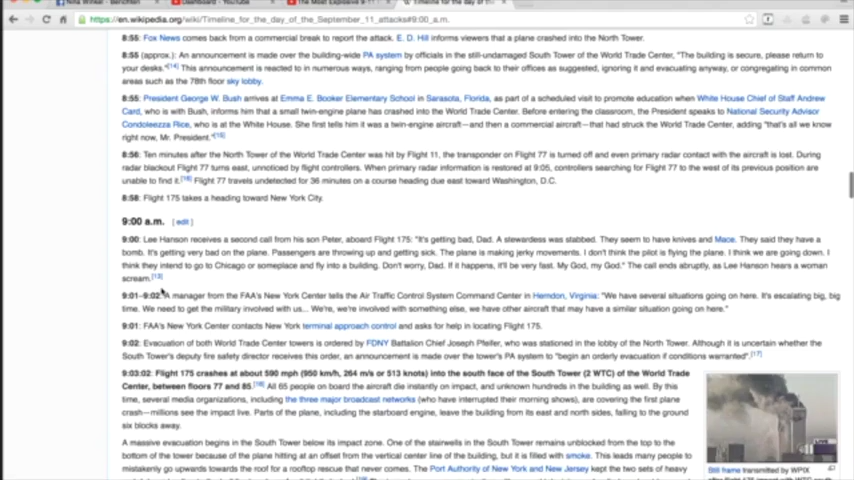 Nina Winkel - Berichten
Dashboard - YouTube
The Most Explosive 9-11
Timeline for the day of the
https://en.wikipedia.org/wiki/Timeline_for_the_day_of_the_September_11_attacks#9:00_a.m.
8:55: Fox News comes back from a commercial break to report the attack. E. D. Hill informs viewers that a plane crashed into the North Tower.
8:55 (approx.): An announcement is made over the building-wide PA system by officials in the still-undamaged South Tower of the World Trade Center, "The building is secure, please return to
your desks."[14] This announcement is reacted to in numerous ways, ranging from people going back to their offices as suggested, ignoring it and evacuating anyway, or congregating in common
areas such as the 78th floor sky lobby.
8:55: President George W. Bush arrives at Emma E. Booker Elementary School in Sarasota, Florida, as part of a scheduled visit to promote education when White House Chief of Staff Andrew
Card, who is with Bush, informs him that a small twin-engine plane has crashed into the World Trade Center. Before entering the classroom, the President speaks to National Security Advisor
Condoleezza Rice, who is at the White House. She first tells him it was a twin-engine aircraft—and then a commercial aircraft—that had struck the World Trade Center, adding "that's all we know
right now, Mr. President."[15]
8:56: Ten minutes after the North Tower of the World Trade Center was hit by Flight 11, the transponder on Flight 77 is turned off and even primary radar contact with the aircraft is lost. During
radar blackout Flight 77 turns east, unnoticed by flight controllers. When primary radar information is restored at 9:05, controllers searching for Flight 77 to the west of its previous position are
unable to find it.[16] Flight 77 travels undetected for 36 minutes on a course heading due east toward Washington, D.C.
8:58: Flight 175 takes a heading toward New York City.
9:00 a.m. [edit]
9:00: Lee Hanson receives a second call from his son Peter, aboard Flight 175: "It's getting bad, Dad. A stewardess was stabbed. They seem to have knives and Mace. They said they have a
bomb. It's getting very bad on the plane. Passengers are throwing up and getting sick. The plane is making jerky movements. I don't think the pilot is flying the plane. I think we are going down. I
think they intend to go to Chicago or someplace and fly into a building. Don't worry, Dad. If it happens, it'll be very fast. My God, my God." The call ends abruptly, as Lee Hanson hears a woman
scream.[13]
9:01–9:02: A manager from the FAA's New York Center tells the Air Traffic Control System Command Center in Herndon, Virginia: "We have several situations going on here. It's escalating big, big
time. We need to get the military involved with us... We're, we're involved with something else, we have other aircraft that may have a similar situation going on here."
9:01: FAA's New York Center contacts New York terminal approach control and asks for help in locating Flight 175.
9:02: Evacuation of both World Trade Center towers is ordered by FDNY Battalion Chief Joseph Pfeifer, who is stationed in the lobby of the North Tower. Although it is uncertain whether the
South Tower's deputy fire safety director receives this order, an announcement is made over the tower's PA system to "begin an orderly evacuation if conditions warranted".[17]
9:03:02: Flight 175 crashes at about 590 mph (950 km/h, 264 m/s or 513 knots) into the south face of the South Tower (2 WTC) of the World Trade
Center, between floors 77 and 85.[18] All 65 people on board the aircraft die instantly on impact, and unknown hundreds in the building as well. By this
time, several media organizations, including the three major broadcast networks (who have interrupted their morning shows), are covering the first plane
crash—millions see the impact live. Parts of the plane, including the starboard engine, leave the building from its east and north sides, falling to the ground
six blocks away.
A massive evacuation begins in the South Tower below its impact zone. One of the stairwells in the South Tower remains unblocked from the top to the
bottom of the tower because of the plane hitting at an offset from the vertical center line of the building, but it is filled with smoke. This leads many people to
mistakenly go upwards towards the roof for a rooftop rescue that never comes. The Port Authority of New York and New Jersey kept the two sets of heavy
LIVE
frame transmitted by WPIX